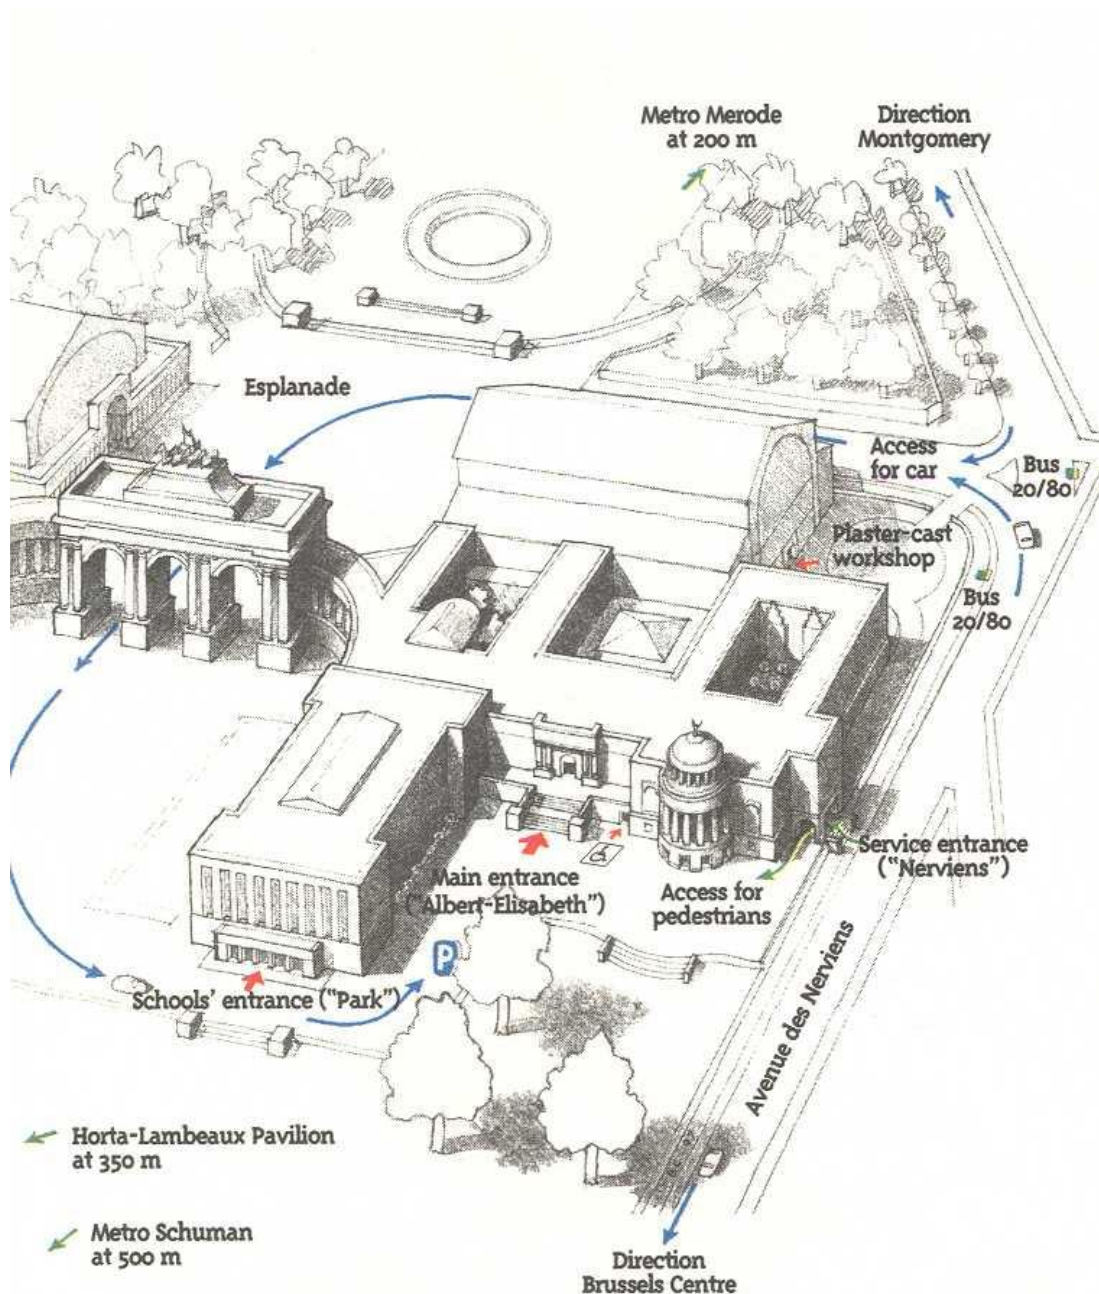 Metro Merode
at 200 m
Direction
Montgomery
Esplanade
Access
for car
Bus
20/80
Plaster-cast
workshop
Bus
20/80
Service entrance
("Nerviens")
Main entrance
("Albert-Elisabeth")
Access for
pedestrians
P
Schools' entrance ("Park")
Avenue des Nerviens
Horta-Lambeaux Pavilion
at 350 m
Metro Schuman
at 500 m
Direction
Brussels Centre